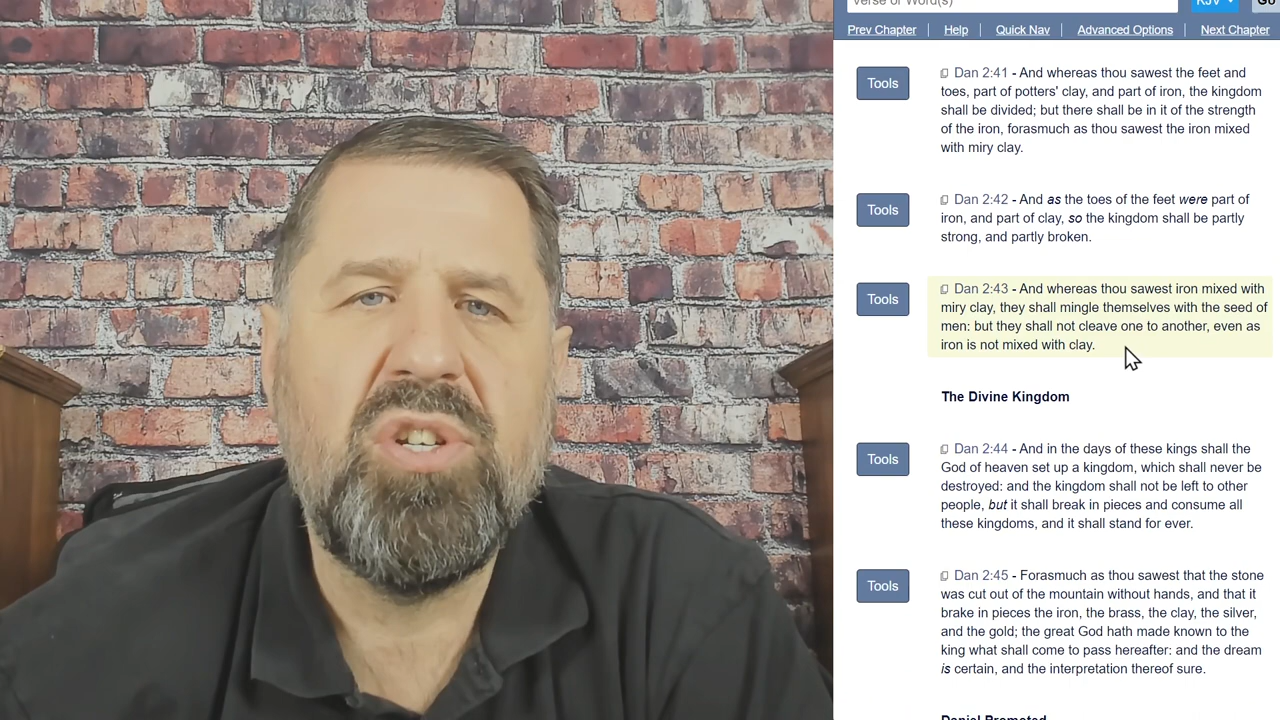 Verse or Word(s)
KJV
Go
Prev Chapter
Help
Quick Nav
Advanced Options
Next Chapter
Tools
Dan 2:41 - And whereas thou sawest the feet and
toes, part of potters' clay, and part of iron, the kingdom
shall be divided; but there shall be in it of the strength
of the iron, forasmuch as thou sawest the iron mixed
with miry clay.
Tools
Dan 2:42 - And as the toes of the feet were part of
iron, and part of clay, so the kingdom shall be partly
strong, and partly broken.
Tools
Dan 2:43 - And whereas thou sawest iron mixed with
miry clay, they shall mingle themselves with the seed of
men: but they shall not cleave one to another, even as
iron is not mixed with clay.
The Divine Kingdom
Tools
Dan 2:44 - And in the days of these kings shall the
God of heaven set up a kingdom, which shall never be
destroyed: and the kingdom shall not be left to other
people, but it shall break in pieces and consume all
these kingdoms, and it shall stand for ever.
Tools
Dan 2:45 - Forasmuch as thou sawest that the stone
was cut out of the mountain without hands, and that it
brake in pieces the iron, the brass, the clay, the silver,
and the gold; the great God hath made known to the
king what shall come to pass hereafter: and the dream
is certain, and the interpretation thereof sure.
Daniel Promoted